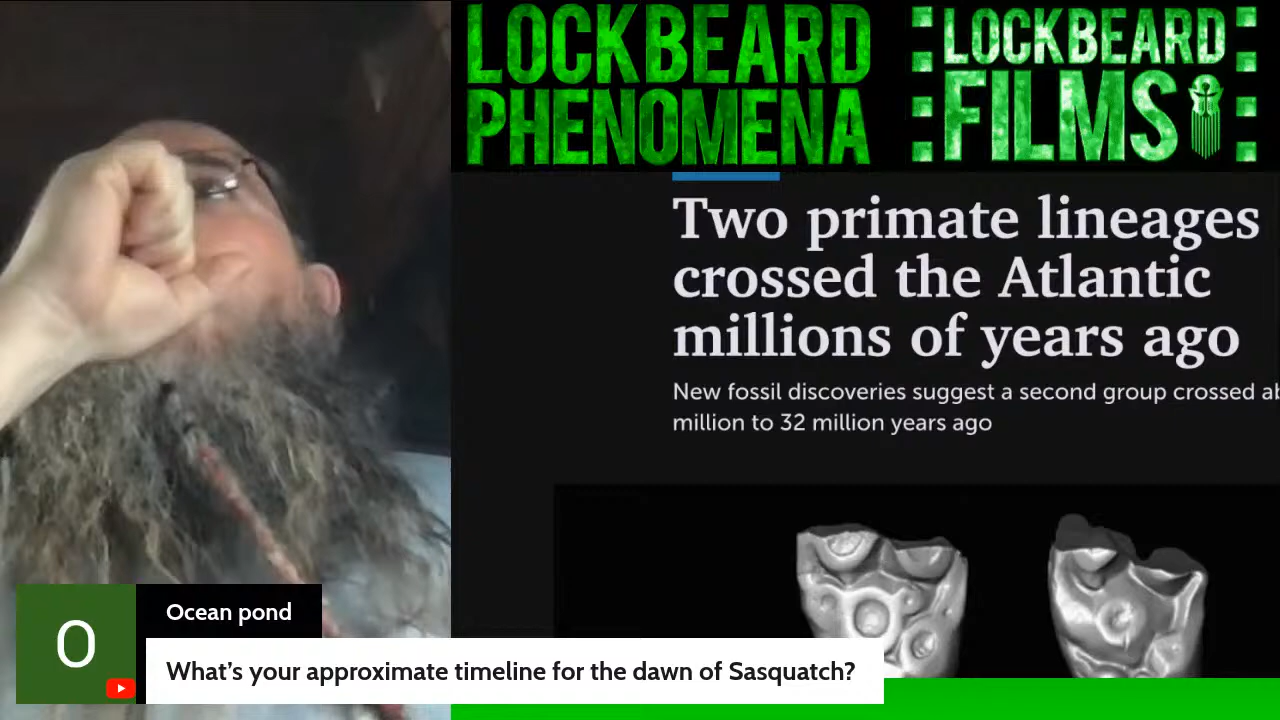 LOCKBEARD
PHENOMENA
LOCKBEARD
FILMS
Two primate lineages
crossed the Atlantic
millions of years ago
New fossil discoveries suggest a second group crossed
million to 32 million years ago
Ocean pond
O
What's your approximate timeline for the dawn of Sasquatch?